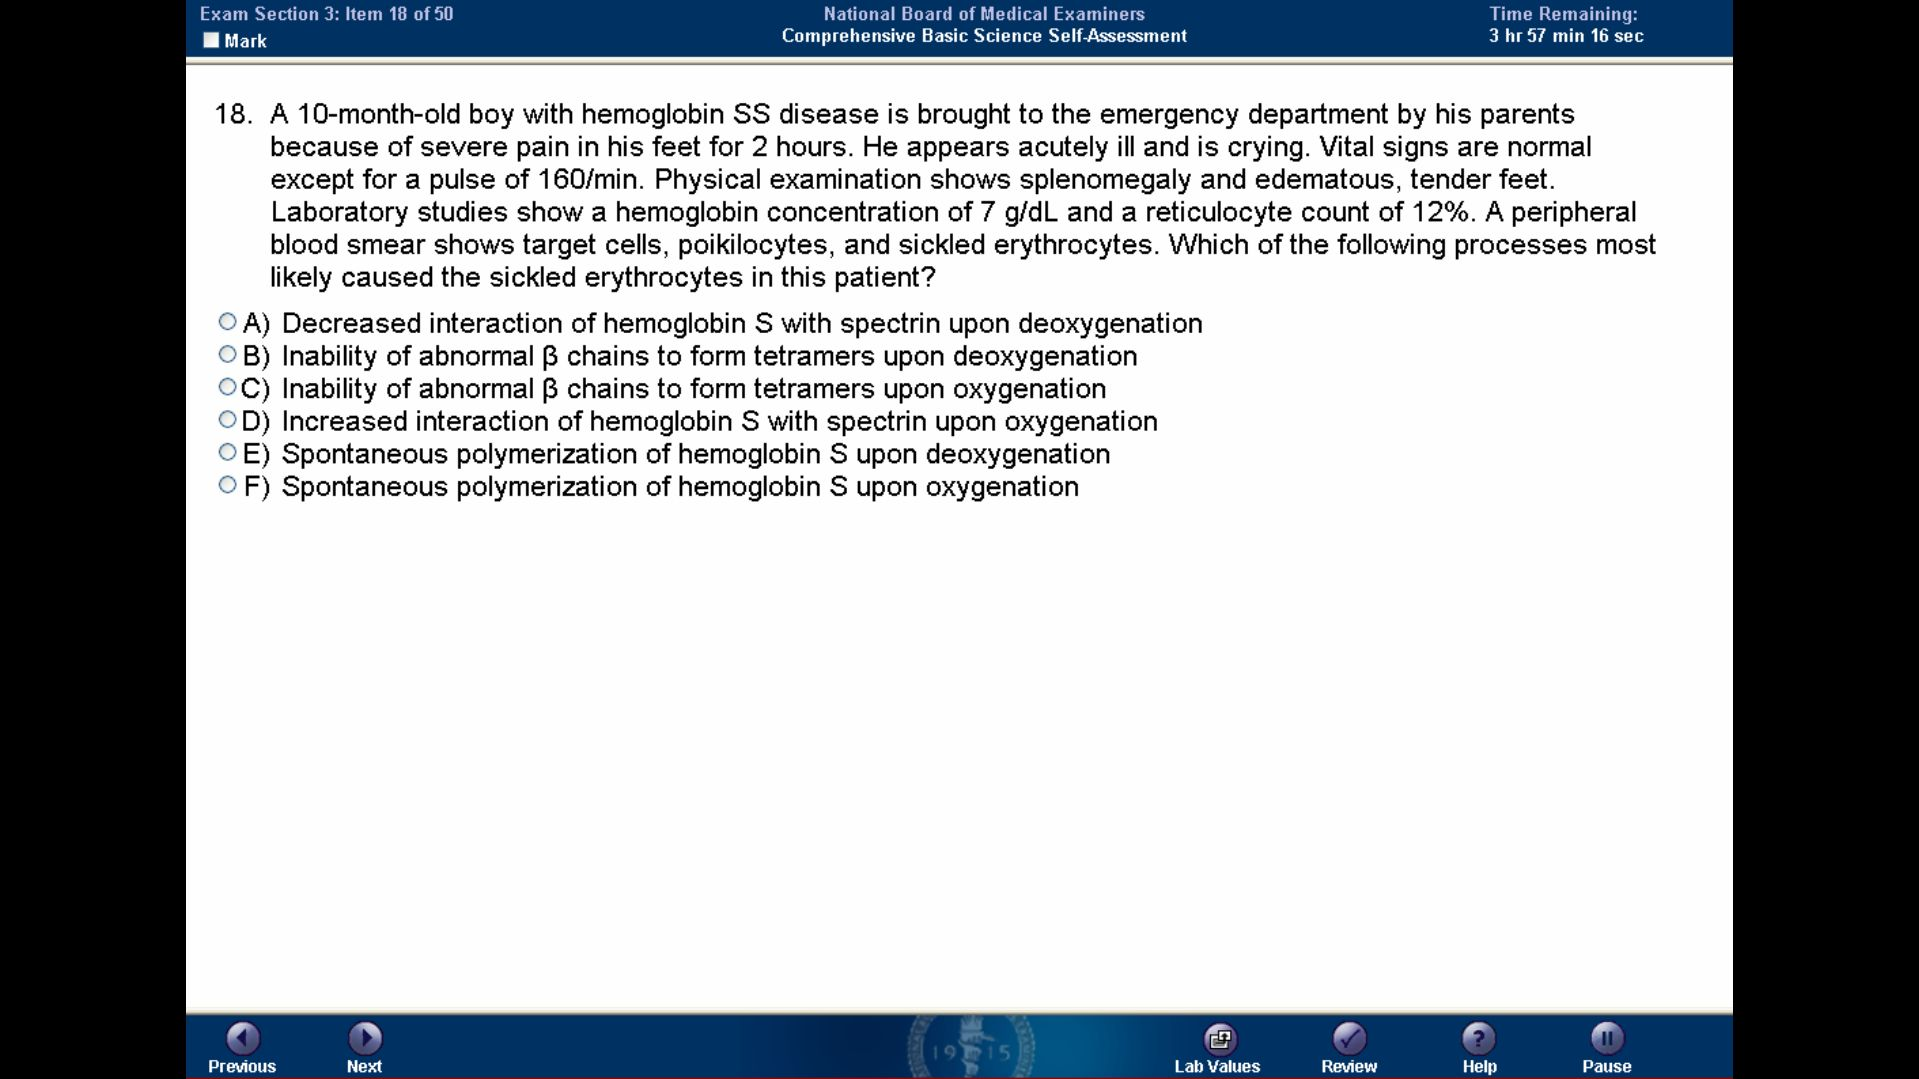 Exam Section 3: Item 18 of 50
National Board of Medical Examiners
Time Remaining:
Mark
Comprehensive Basic Science Self-Assessment
3 hr 57 min 16 sec
18. A 10-month-old boy with hemoglobin SS disease is brought to the emergency department by his parents
because of severe pain in his feet for 2 hours. He appears acutely ill and is crying. Vital signs are normal
except for a pulse of 160/min. Physical examination shows splenomegaly and edematous, tender feet.
Laboratory studies show a hemoglobin concentration of 7 g/dL and a reticulocyte count of 12%. A peripheral
blood smear shows target cells, poikilocytes, and sickled erythrocytes. Which of the following processes most
likely caused the sickled erythrocytes in this patient?
A) Decreased interaction of hemoglobin S with spectrin upon deoxygenation
B) Inability of abnormal β chains to form tetramers upon deoxygenation
C) Inability of abnormal β chains to form tetramers upon oxygenation
D) Increased interaction of hemoglobin S with spectrin upon oxygenation
E) Spontaneous polymerization of hemoglobin S upon deoxygenation
F) Spontaneous polymerization of hemoglobin S upon oxygenation
1915
Previous
Next
Lab Values
Review
Help
Pause